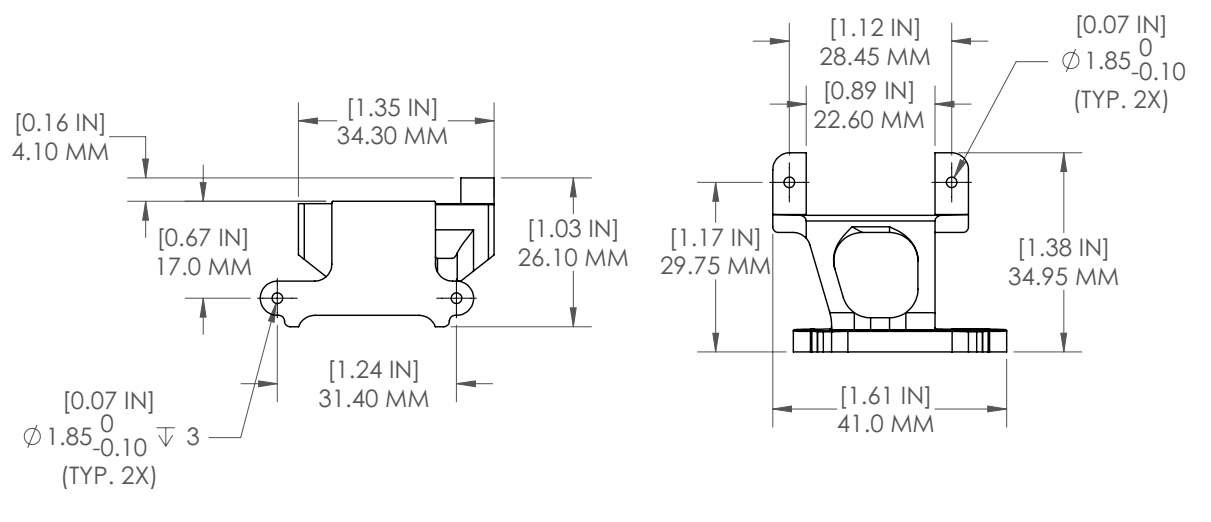 [0.16 IN]
4.10 MM
[1.35 IN]
34.30 MM
[0.67 IN]
17.0 MM
[1.03 IN]
26.10 MM
[1.24 IN]
31.40 MM
[0.07 IN]
0
∅1.85
-0.10 ↧ 3
(TYP. 2X)
[1.12 IN]
28.45 MM
[0.89 IN]
22.60 MM
[0.07 IN]
0
∅1.85
-0.10
(TYP. 2X)
[1.17 IN]
29.75 MM
[1.38 IN]
34.95 MM
[1.61 IN]
41.0 MM